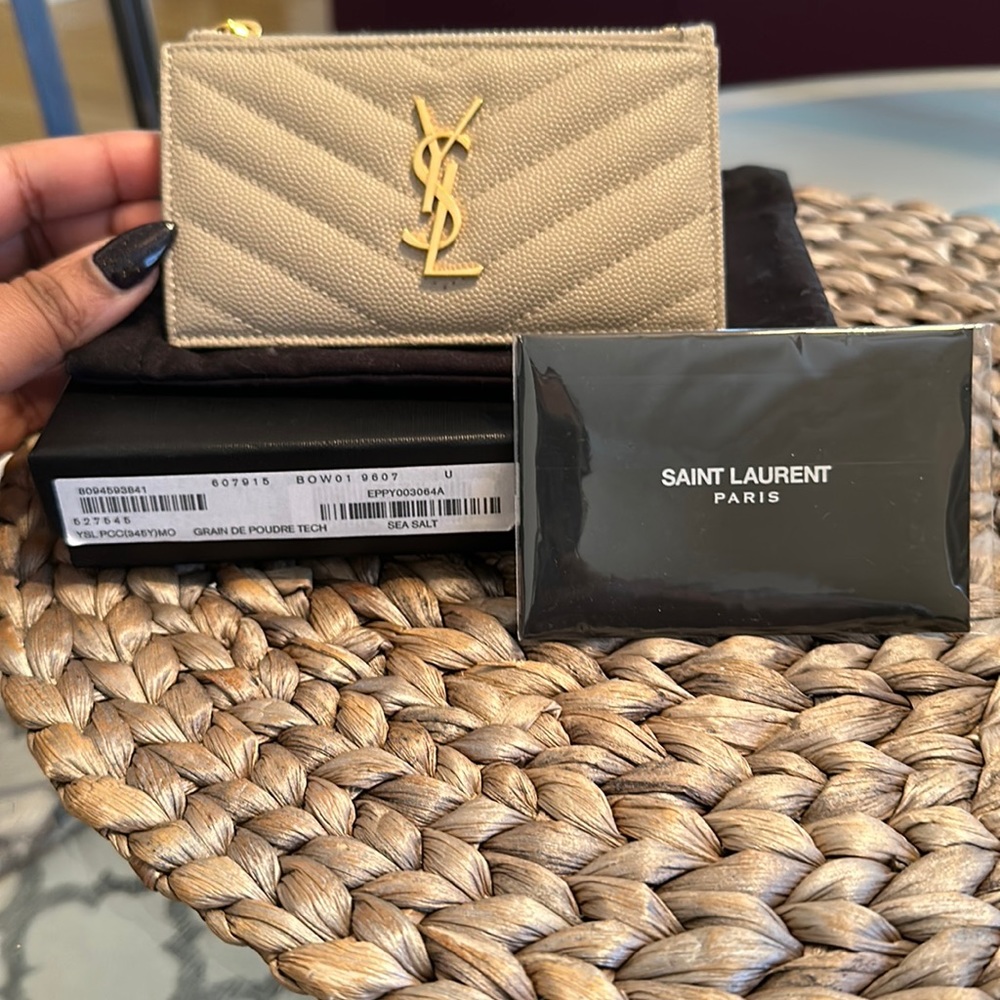 YSL
8094593841
607915 BOW01 9607 U
EPPY003064A
527545
YSL PCC(345Y)MO GRAIN DE POUDRE TECH SEA SALT
SAINT LAURENT
PARIS